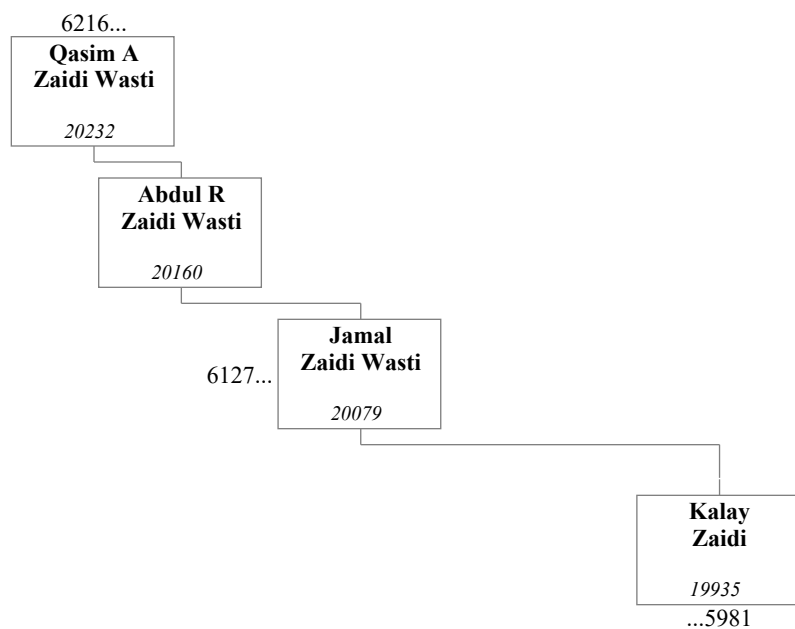 6216...
Qasim A
Zaidi Wasti
20232
Abdul R
Zaidi Wasti
20160
Jamal
Zaidi Wasti
6127...
20079
Kalay
Zaidi
19935
...5981